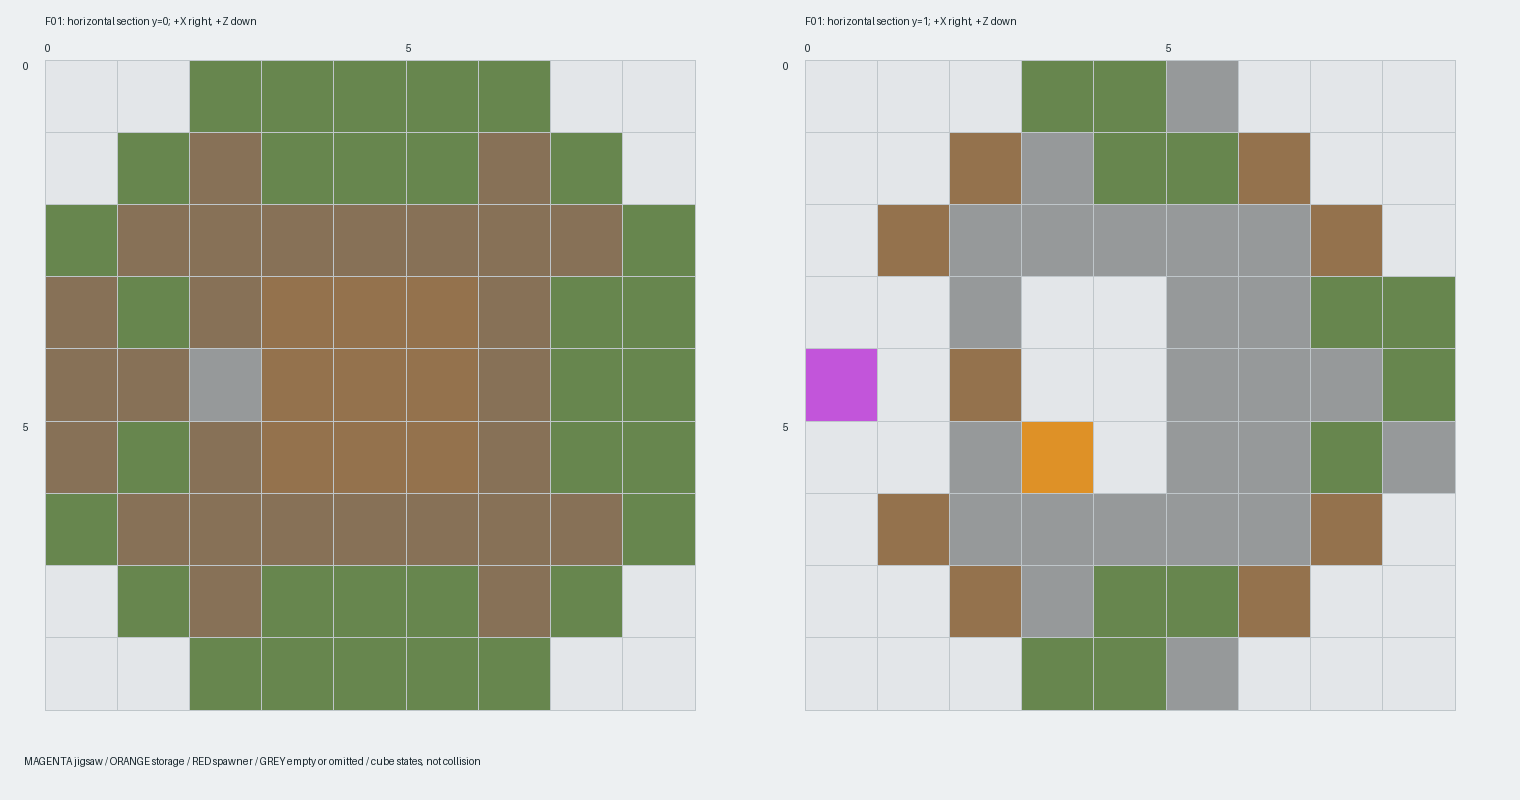 F01: horizontal section y=0; +X right, +Z down
F01: horizontal section y=1; +X right, +Z down
0 5
0 5
0
5
0
5
MAGENTA jigsaw / ORANGE storage / RED spawner / GREY empty or omitted / cube states, not collision